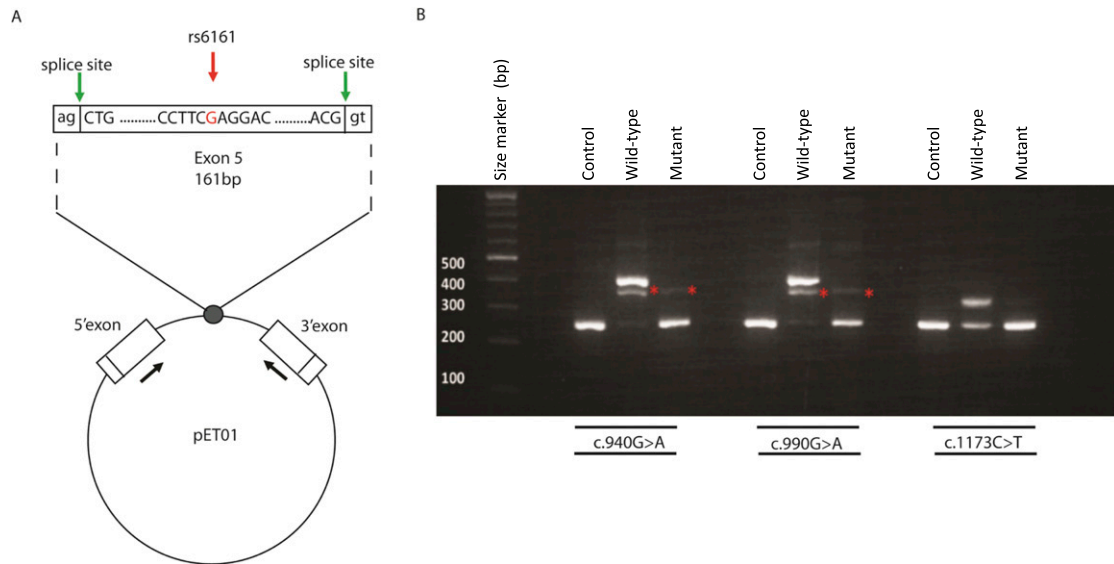 A
rs6161
splice site
splice site
ag CTG ..........CCTTCGAGGAC ..........ACG gt
Exon 5
161bp
5'exon
3'exon
pET01
B
Size marker (bp)
Control
Wild-type
Mutant
Control
Wild-type
Mutant
Control
Wild-type
Mutant
500
400
300
200
100
* * * *
c.940G>A
c.990G>A
c.1173C>T